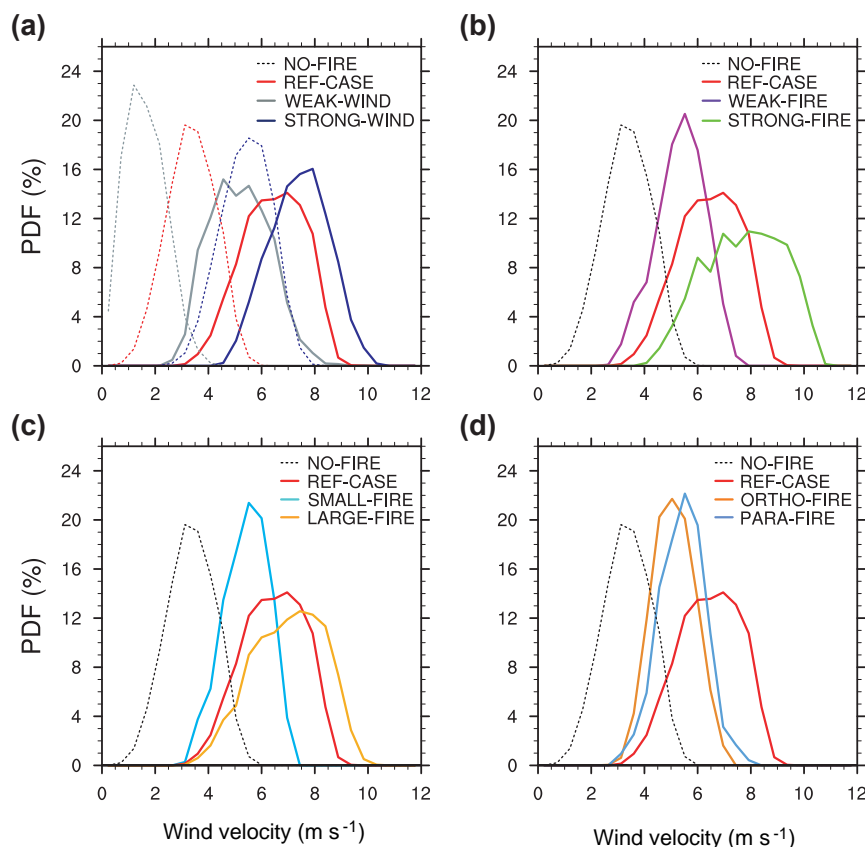 (a)
PDF (%)
24
20
16
12
8
4
0
0 2 4 6 8 10 12
NO-FIRE
REF-CASE
WEAK-WIND
STRONG-WIND
(b)
24
20
16
12
8
4
0
0 2 4 6 8 10 12
NO-FIRE
REF-CASE
WEAK-FIRE
STRONG-FIRE
(c)
PDF (%)
24
20
16
12
8
4
0
0 2 4 6 8 10 12
NO-FIRE
REF-CASE
SMALL-FIRE
LARGE-FIRE
Wind velocity (m s⁻¹)
(d)
24
20
16
12
8
4
0
0 2 4 6 8 10 12
NO-FIRE
REF-CASE
ORTHO-FIRE
PARA-FIRE
Wind velocity (m s⁻¹)